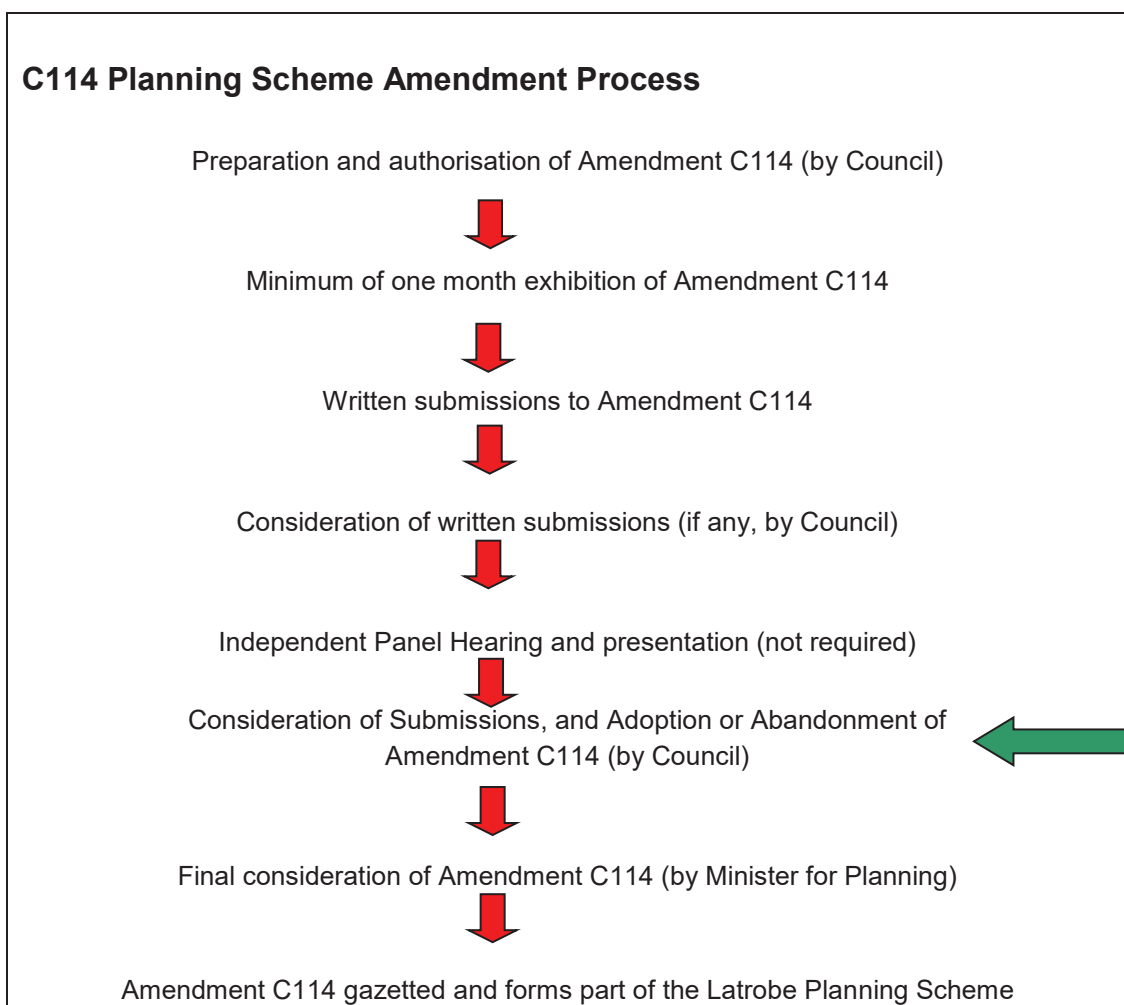 C114 Planning Scheme Amendment Process
Preparation and authorisation of Amendment C114 (by Council)
Minimum of one month exhibition of Amendment C114
Written submissions to Amendment C114
Consideration of written submissions (if any, by Council)
Independent Panel Hearing and presentation (not required)
Consideration of Submissions, and Adoption or Abandonment of
Amendment C114 (by Council)
Final consideration of Amendment C114 (by Minister for Planning)
Amendment C114 gazetted and forms part of the Latrobe Planning Scheme